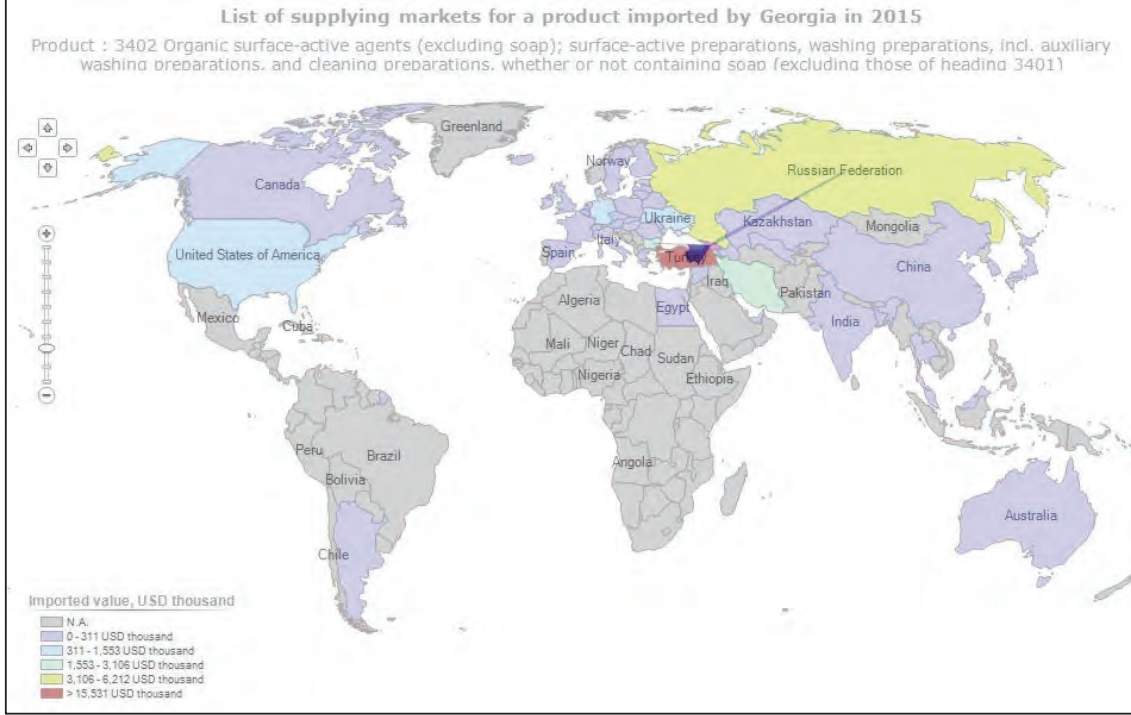 List of supplying markets for a product imported by Georgia in 2015
Product : 3402 Organic surface-active agents (excluding soap); surface-active preparations, washing preparations, incl. auxiliary
washing preparations, and cleaning preparations, whether or not containing soap (excluding those of heading 3401)
Greenland
Norway
Russian Federation
Canada
Ukraine
Kazakhstan
Mongolia
United States of America
Spain
Italy
Turkey
China
Iraq
Pakistan
Mexico
Cuba
Algeria
Egypt
India
Mali
Niger
Chad
Sudan
Nigeria
Ethiopia
Peru
Brazil
Angola
Bolivia
Australia
Chile
Imported value, USD thousand
N.A.
0 - 311 USD thousand
311 - 1,553 USD thousand
1,553 - 3,106 USD thousand
3,106 - 6,212 USD thousand
> 15,531 USD thousand